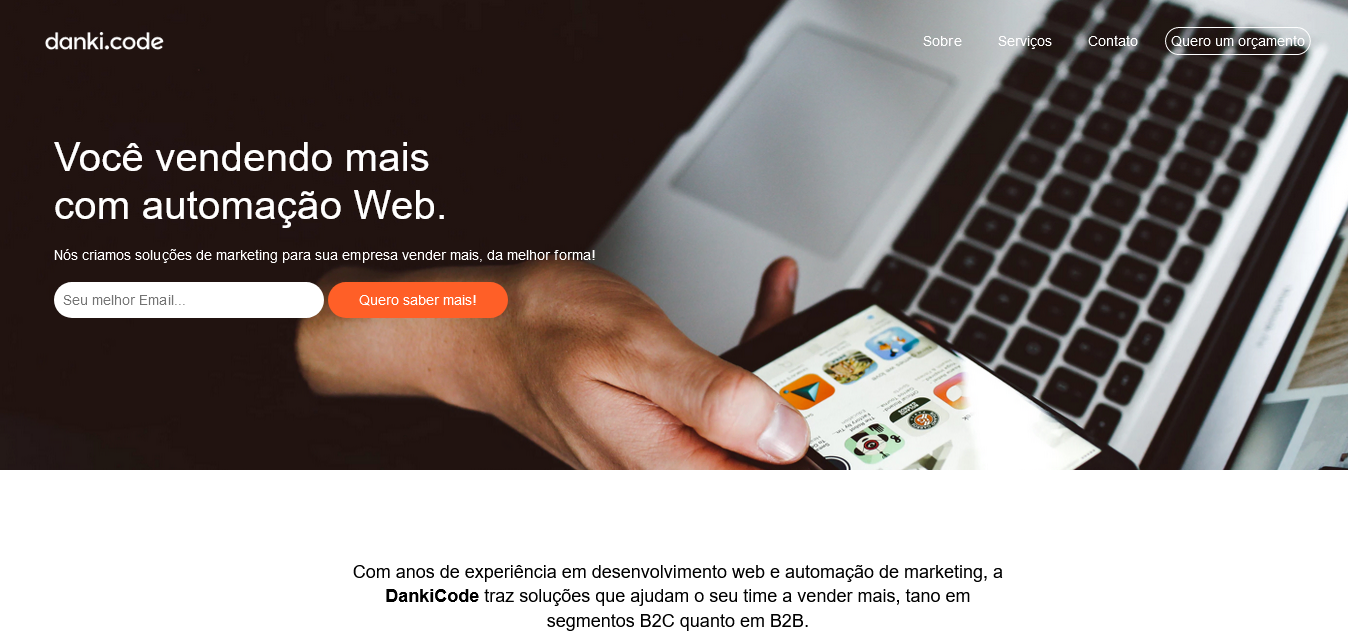 danki.code
Sobre Serviços Contato Quero um orçamento
Você vendendo mais
com automação Web.
Nós criamos soluções de marketing para sua empresa vender mais, da melhor forma!
Seu melhor Email... Quero saber mais!
Com anos de experiência em desenvolvimento web e automação de marketing, a
DankiCode traz soluções que ajudam o seu time a vender mais, tano em
segmentos B2C quanto em B2B.